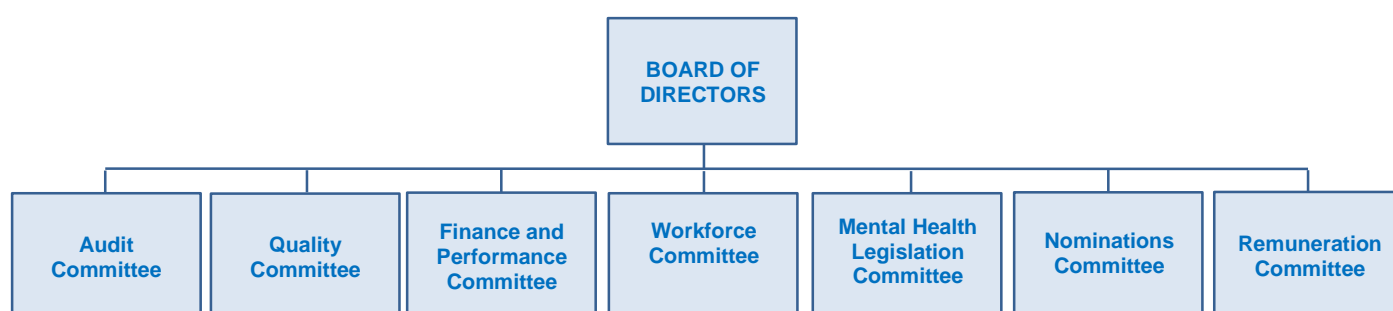 BOARD OF
DIRECTORS
Audit
Committee
Quality
Committee
Finance and
Performance
Committee
Workforce
Committee
Mental Health
Legislation
Committee
Nominations
Committee
Remuneration
Committee